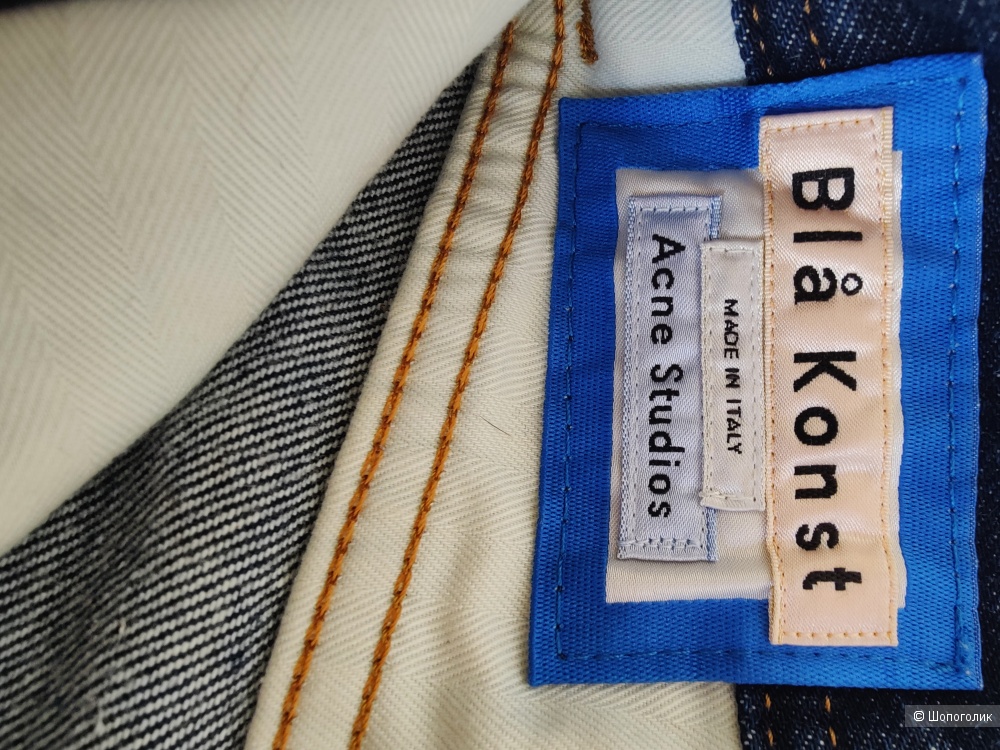 Blå Konst
MADE IN ITALY
Acne Studios
© Шопоголик